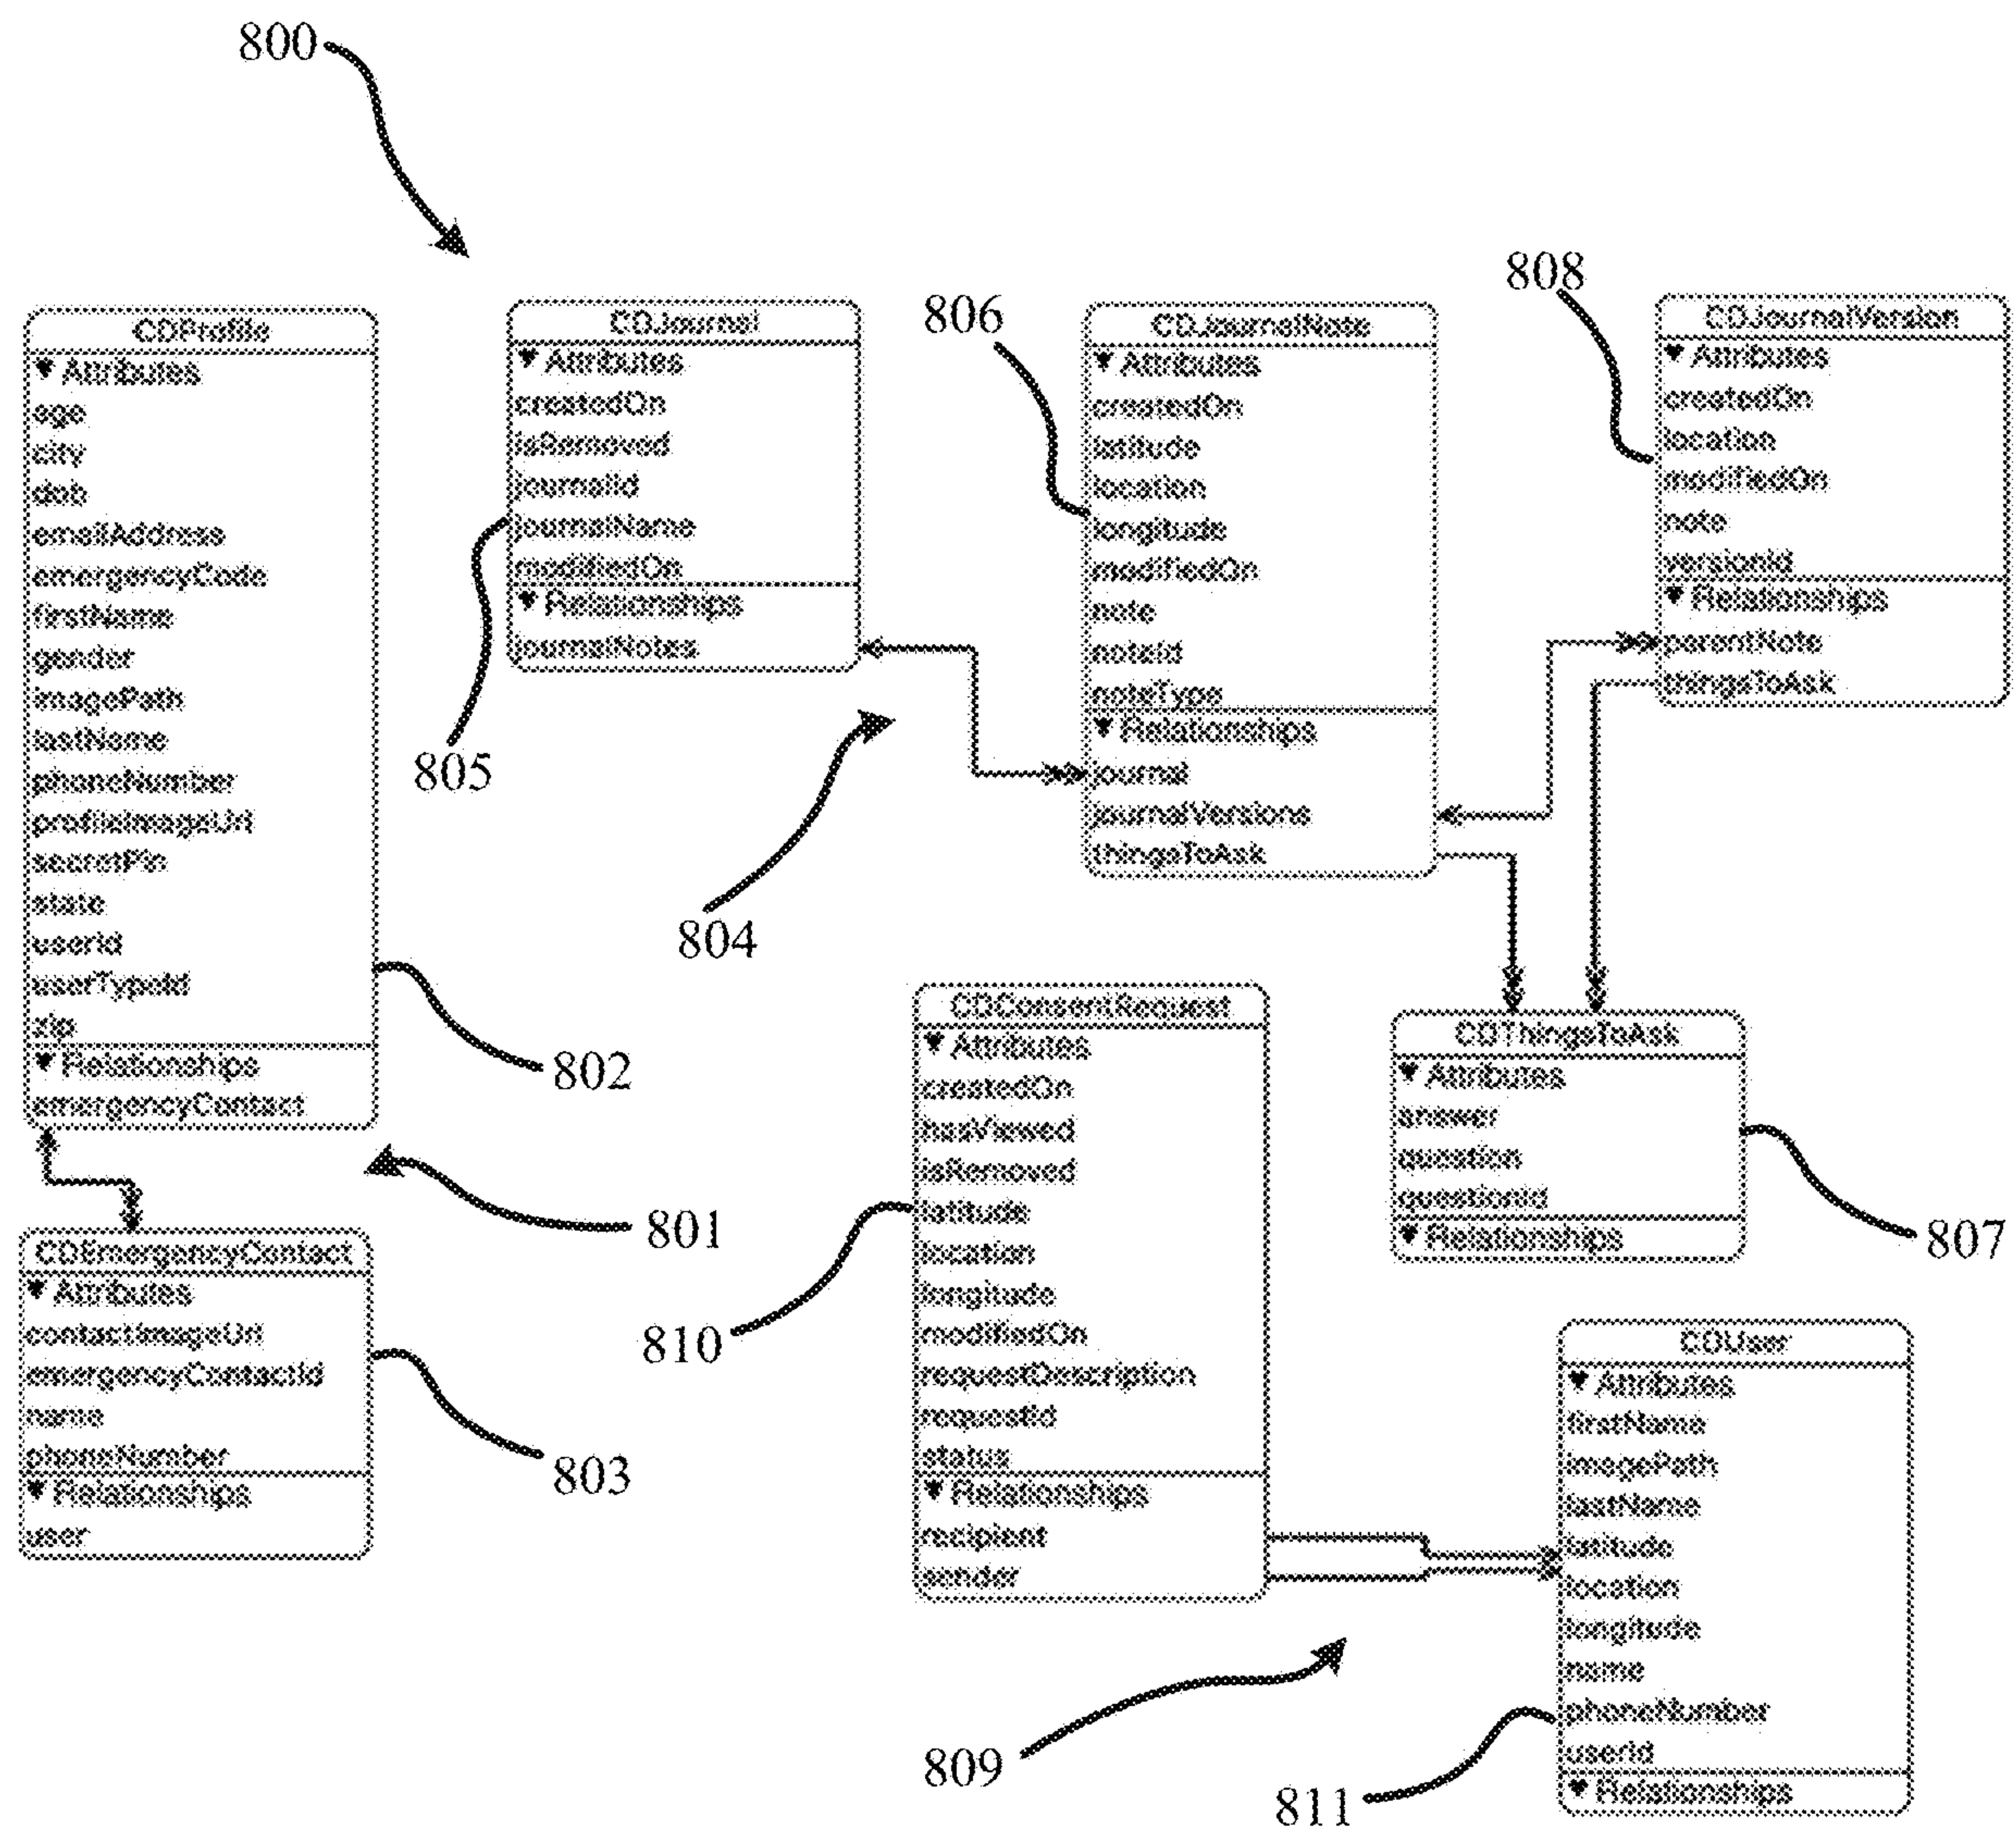 800
CDProfile
▼ Attributes
age
city
dob
emailAddress
emergencyCode
firstName
gender
imagePath
lastName
phoneNumber
profileImageUrl
secretPin
state
userId
userTypeId
zip
▼ Relationships
emergencyContact
802
801
CDEmergencyContact
▼ Attributes
contactImageUrl
emergencyContactId
name
phoneNumber
▼ Relationships
user
803
CDJournal
▼ Attributes
createdOn
isRemoved
journalId
journalName
modifiedOn
▼ Relationships
journalNotes
805
804
806
CDJournalNote
▼ Attributes
createdOn
latitude
location
longitude
modifiedOn
note
noteId
noteType
▼ Relationships
journal
journalVersions
thingsToAsk
808
CDJournalVersion
▼ Attributes
createdOn
location
modifiedOn
note
versionId
▼ Relationships
parentNote
thingsToAsk
CDConsentRequest
▼ Attributes
createdOn
hasViewed
isRemoved
latitude
location
longitude
modifiedOn
requestDescription
requestId
status
▼ Relationships
recipient
sender
810
CDThingsToAsk
▼ Attributes
answer
question
questionId
▼ Relationships
807
CDUser
▼ Attributes
firstName
imagePath
lastName
latitude
location
longitude
name
phoneNumber
userId
▼ Relationships
809
811